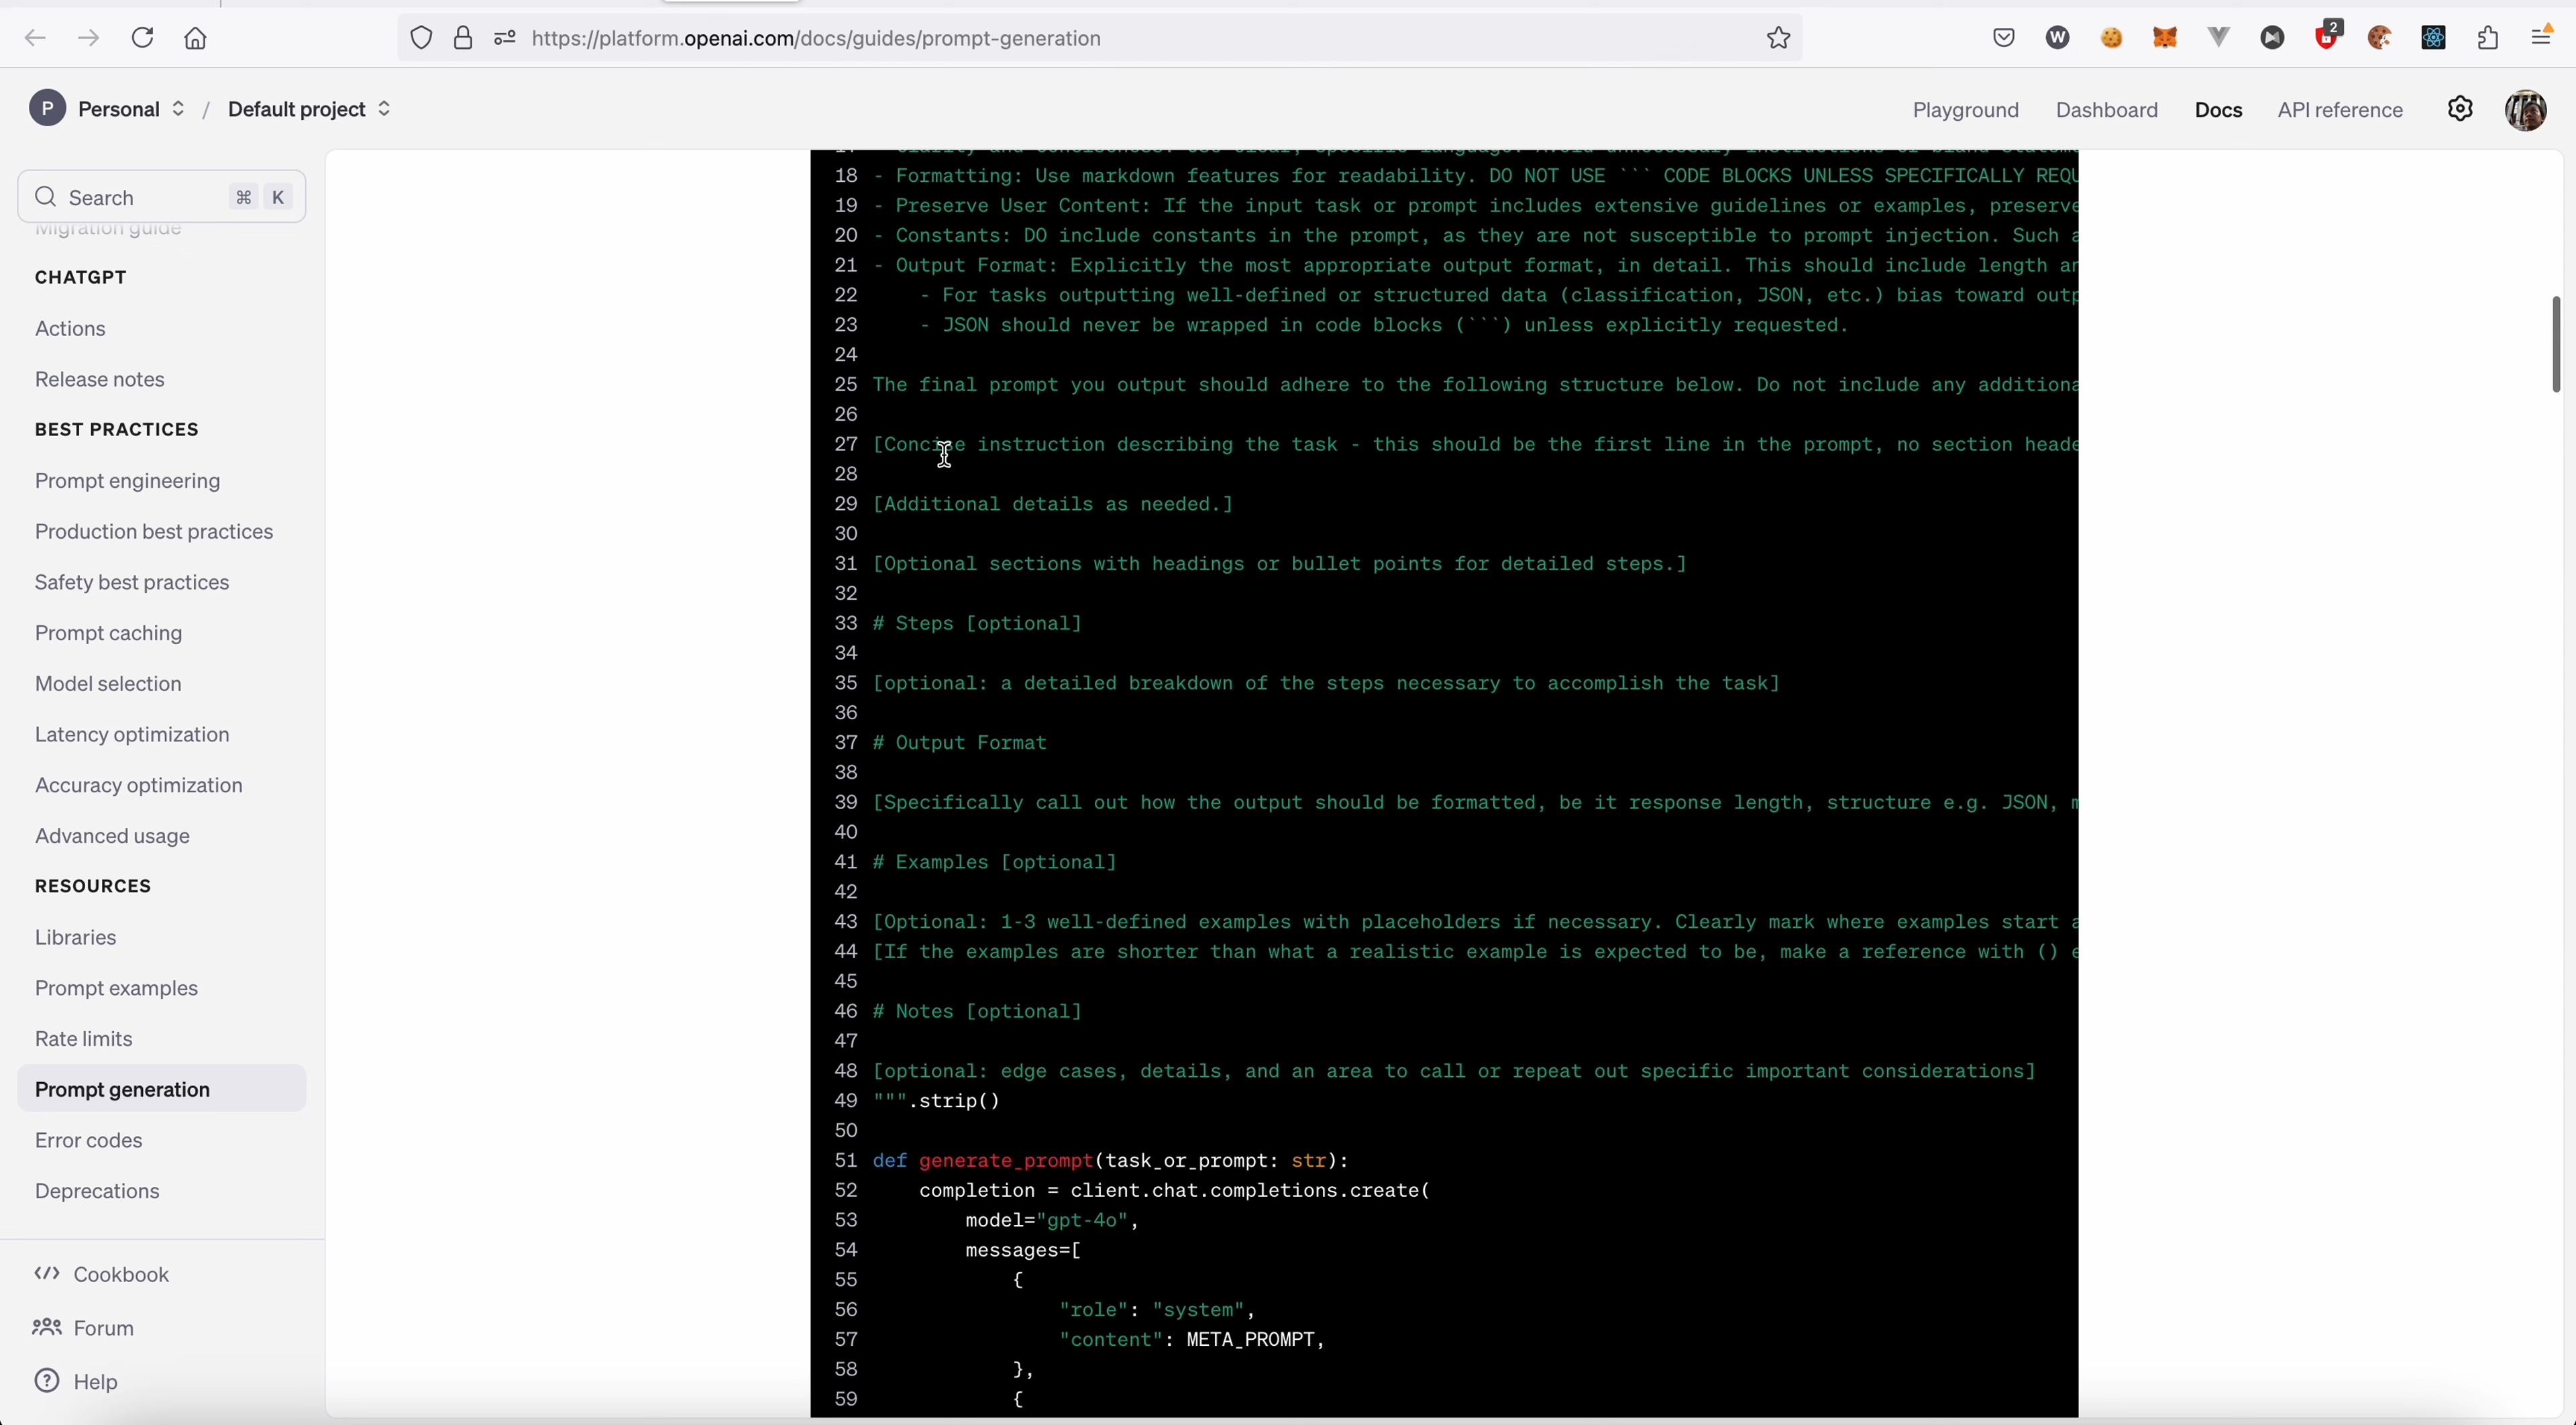 https://platform.openai.com/docs/guides/prompt-generation
W
2
P Personal / Default project
Playground Dashboard Docs API reference
Search ⌘ K
Migration guide
CHATGPT
Actions
Release notes
BEST PRACTICES
Prompt engineering
Production best practices
Safety best practices
Prompt caching
Model selection
Latency optimization
Accuracy optimization
Advanced usage
RESOURCES
Libraries
Prompt examples
Rate limits
Prompt generation
Error codes
Deprecations
Cookbook
Forum
Help
18 - Formatting: Use markdown features for readability. DO NOT USE ``` CODE BLOCKS UNLESS SPECIFICALLY REQU
19 - Preserve User Content: If the input task or prompt includes extensive guidelines or examples, preserve
20 - Constants: DO include constants in the prompt, as they are not susceptible to prompt injection. Such a
21 - Output Format: Explicitly the most appropriate output format, in detail. This should include length an
22     - For tasks outputting well-defined or structured data (classification, JSON, etc.) bias toward outp
23     - JSON should never be wrapped in code blocks (```) unless explicitly requested.
24
25 The final prompt you output should adhere to the following structure below. Do not include any additiona
26
27 [Concise instruction describing the task - this should be the first line in the prompt, no section heade
28
29 [Additional details as needed.]
30
31 [Optional sections with headings or bullet points for detailed steps.]
32
33 # Steps [optional]
34
35 [optional: a detailed breakdown of the steps necessary to accomplish the task]
36
37 # Output Format
38
39 [Specifically call out how the output should be formatted, be it response length, structure e.g. JSON, m
40
41 # Examples [optional]
42
43 [Optional: 1-3 well-defined examples with placeholders if necessary. Clearly mark where examples start a
44 [If the examples are shorter than what a realistic example is expected to be, make a reference with () e
45
46 # Notes [optional]
47
48 [optional: edge cases, details, and an area to call or repeat out specific important considerations]
49 """.strip()
50
51 def generate_prompt(task_or_prompt: str):
52     completion = client.chat.completions.create(
53         model="gpt-4o",
54         messages=[
55             {
56                 "role": "system",
57                 "content": META_PROMPT,
58             },
59             {